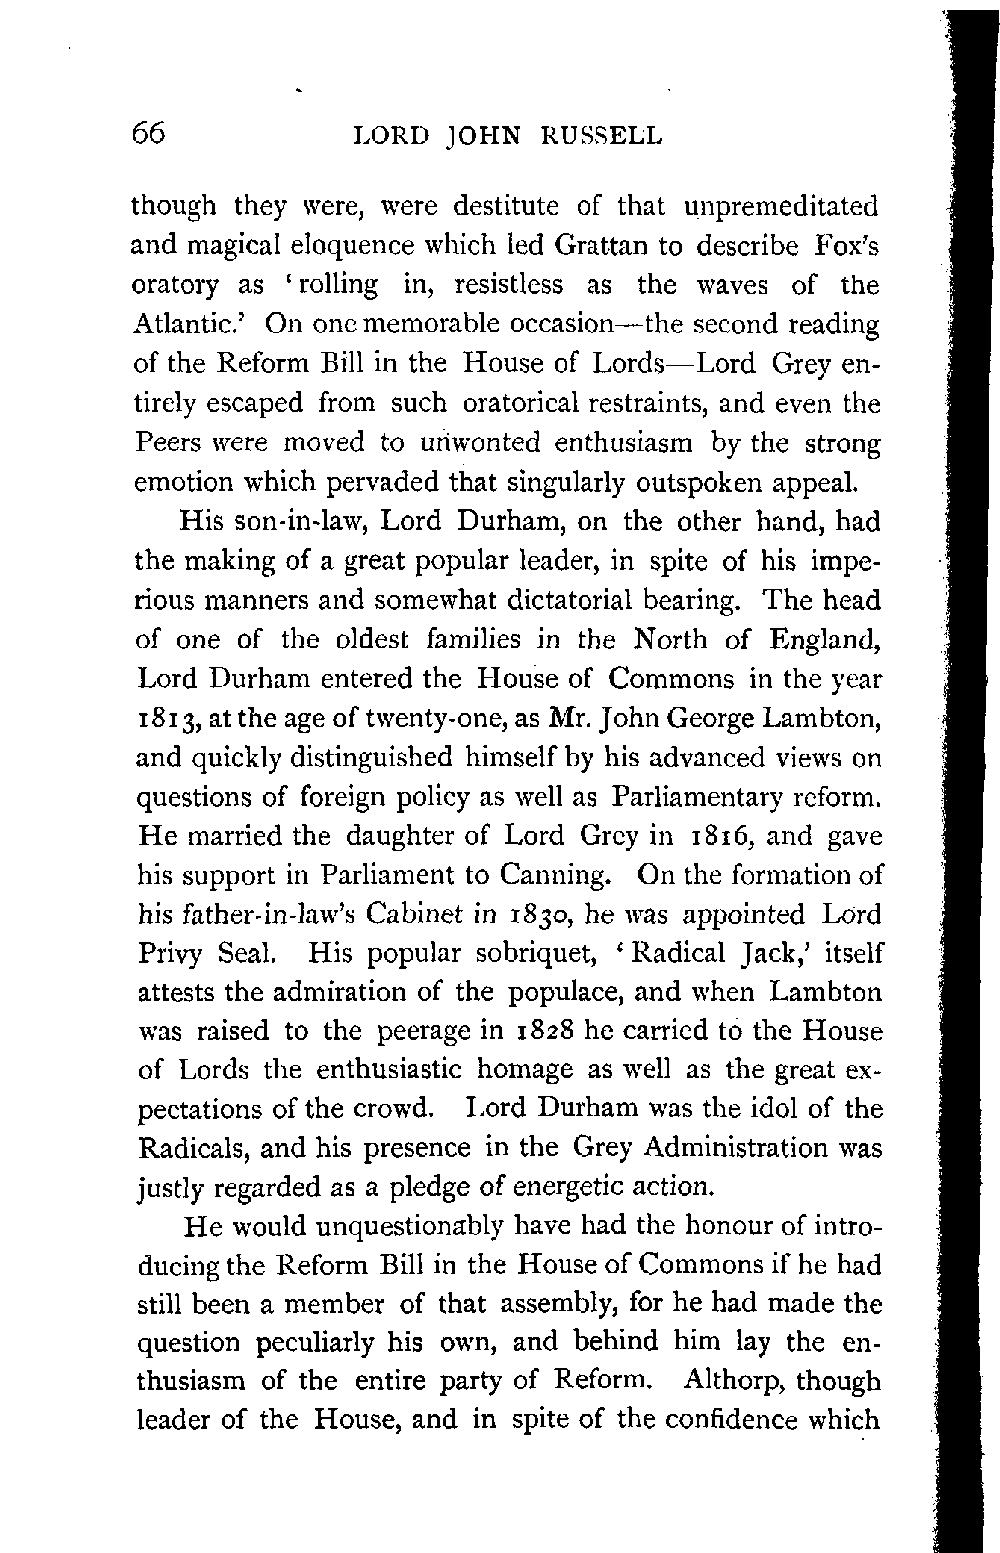 66 LORD JOHN RUSSELL
though they were, were destitute of that unpremeditated
and magical eloquence which led Grattan to describe Fox's
oratory as ‘rolling in, resistless as the waves of the
Atlantic.’ On one memorable occasion—the second reading
of the Reform Bill in the House of Lords—Lord Grey en-
tirely escaped from such oratorical restraints, and even the
Peers were moved to unwonted enthusiasm by the strong
emotion which pervaded that singularly outspoken appeal.
His son-in-law, Lord Durham, on the other hand, had
the making of a great popular leader, in spite of his impe-
rious manners and somewhat dictatorial bearing. The head
of one of the oldest families in the North of England,
Lord Durham entered the House of Commons in the year
1813, at the age of twenty-one, as Mr. John George Lambton,
and quickly distinguished himself by his advanced views on
questions of foreign policy as well as Parliamentary reform.
He married the daughter of Lord Grey in 1816, and gave
his support in Parliament to Canning. On the formation of
his father-in-law's Cabinet in 1830, he was appointed Lord
Privy Seal. His popular sobriquet, ‘Radical Jack,’ itself
attests the admiration of the populace, and when Lambton
was raised to the peerage in 1828 he carried to the House
of Lords the enthusiastic homage as well as the great ex-
pectations of the crowd. Lord Durham was the idol of the
Radicals, and his presence in the Grey Administration was
justly regarded as a pledge of energetic action.
He would unquestionably have had the honour of intro-
ducing the Reform Bill in the House of Commons if he had
still been a member of that assembly, for he had made the
question peculiarly his own, and behind him lay the en-
thusiasm of the entire party of Reform. Althorp, though
leader of the House, and in spite of the confidence which